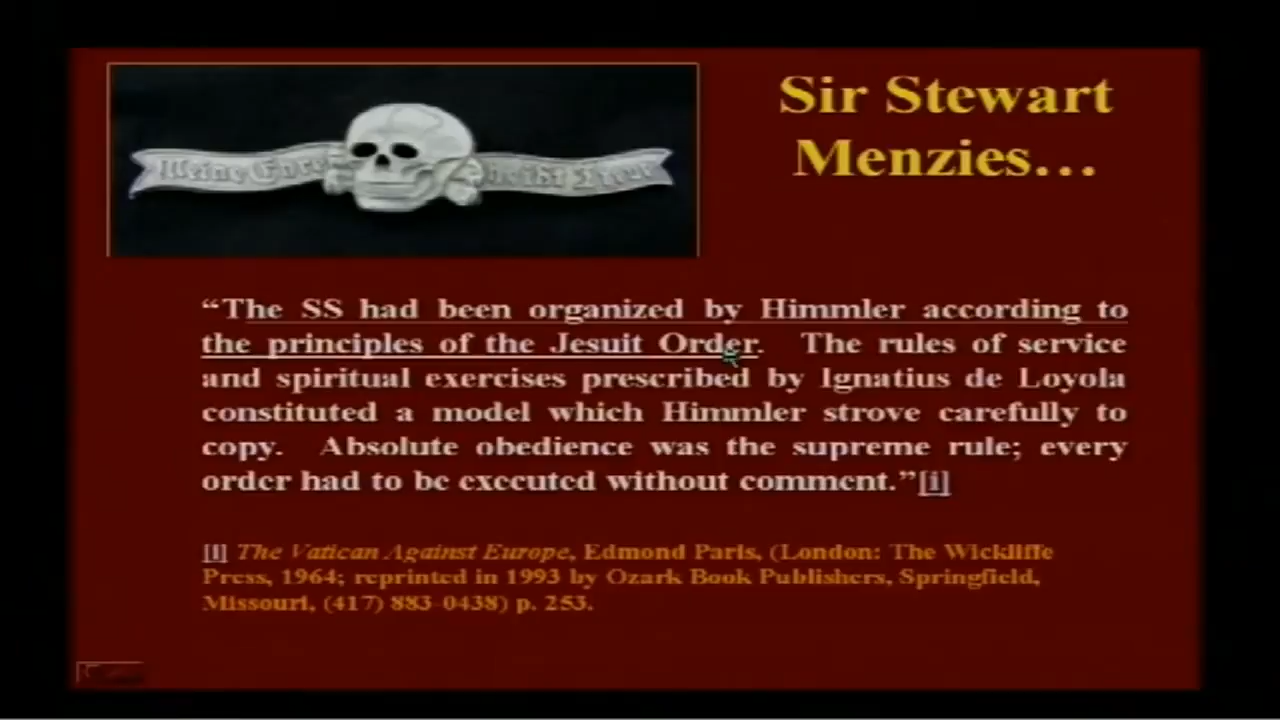 Sir Stewart
Menzies...
Meine Ehre heißt Treue
“The SS had been organized by Himmler according to
the principles of the Jesuit Order. The rules of service
and spiritual exercises prescribed by Ignatius de Loyola
constituted a model which Himmler strove carefully to
copy. Absolute obedience was the supreme rule; every
order had to be executed without comment.”[i]
[i] The Vatican Against Europe, Edmond Paris, (London: The Wickliffe
Press, 1964; reprinted in 1993 by Ozark Book Publishers, Springfield,
Missouri, (417) 883-0438) p. 253.